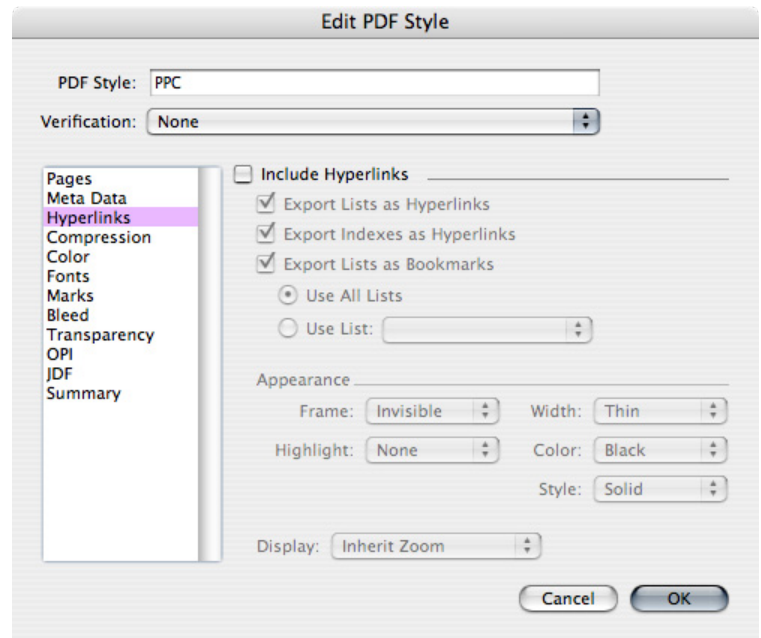 Edit PDF Style
PDF Style: PPC
Verification: None
Pages
Meta Data
Hyperlinks
Compression
Color
Fonts
Marks
Bleed
Transparency
OPI
JDF
Summary
Include Hyperlinks
Export Lists as Hyperlinks
Export Indexes as Hyperlinks
Export Lists as Bookmarks
Use All Lists
Use List:
Appearance
Frame: Invisible Width: Thin
Highlight: None Color: Black
Style: Solid
Display: Inherit Zoom
Cancel OK